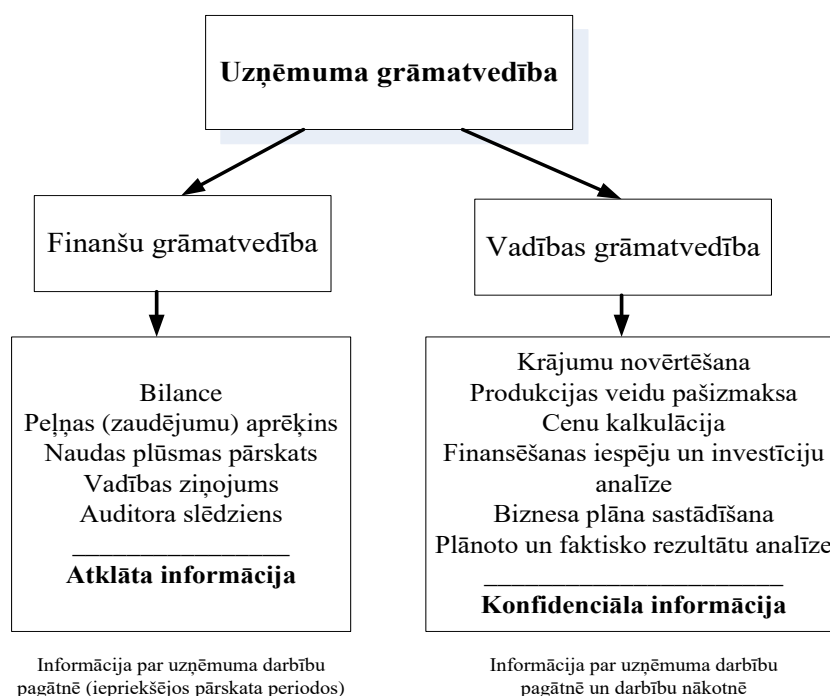 Uzņēmuma grāmatvedība
Finanšu grāmatvedība
Vadības grāmatvedība
Bilance
Peļņas (zaudējumu) aprēķins
Naudas plūsmas pārskats
Vadības ziņojums
Auditora slēdziens
Atklāta informācija
Krājumu novērtēšana
Produkcijas veidu pašizmaksa
Cenu kalkulācija
Finansēšanas iespēju un investīciju
analīze
Biznesa plāna sastādīšana
Plānoto un faktisko rezultātu analīze
Konfidenciāla informācija
Informācija par uzņēmuma darbību
pagātnē (iepriekšējos pārskata periodos)
Informācija par uzņēmuma darbību
pagātnē un darbību nākotnē